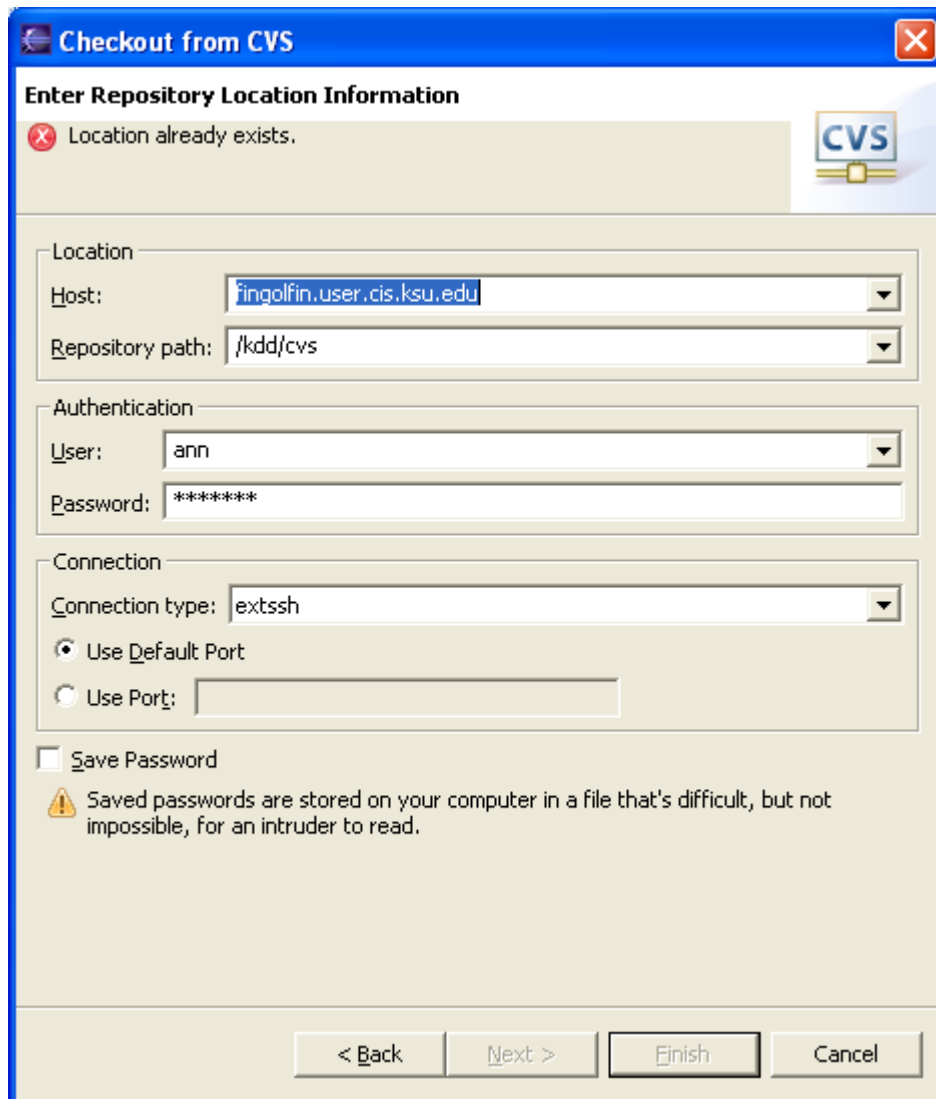 Checkout from CVS
Enter Repository Location Information
Location already exists.
CVS
Location
Host: fingolfin.user.cis.ksu.edu
Repository path: /kdd/cvs
Authentication
User: ann
Password: *******
Connection
Connection type: extssh
Use Default Port
Use Port:
Save Password
Saved passwords are stored on your computer in a file that's difficult, but not
impossible, for an intruder to read.
< Back Next > Finish Cancel